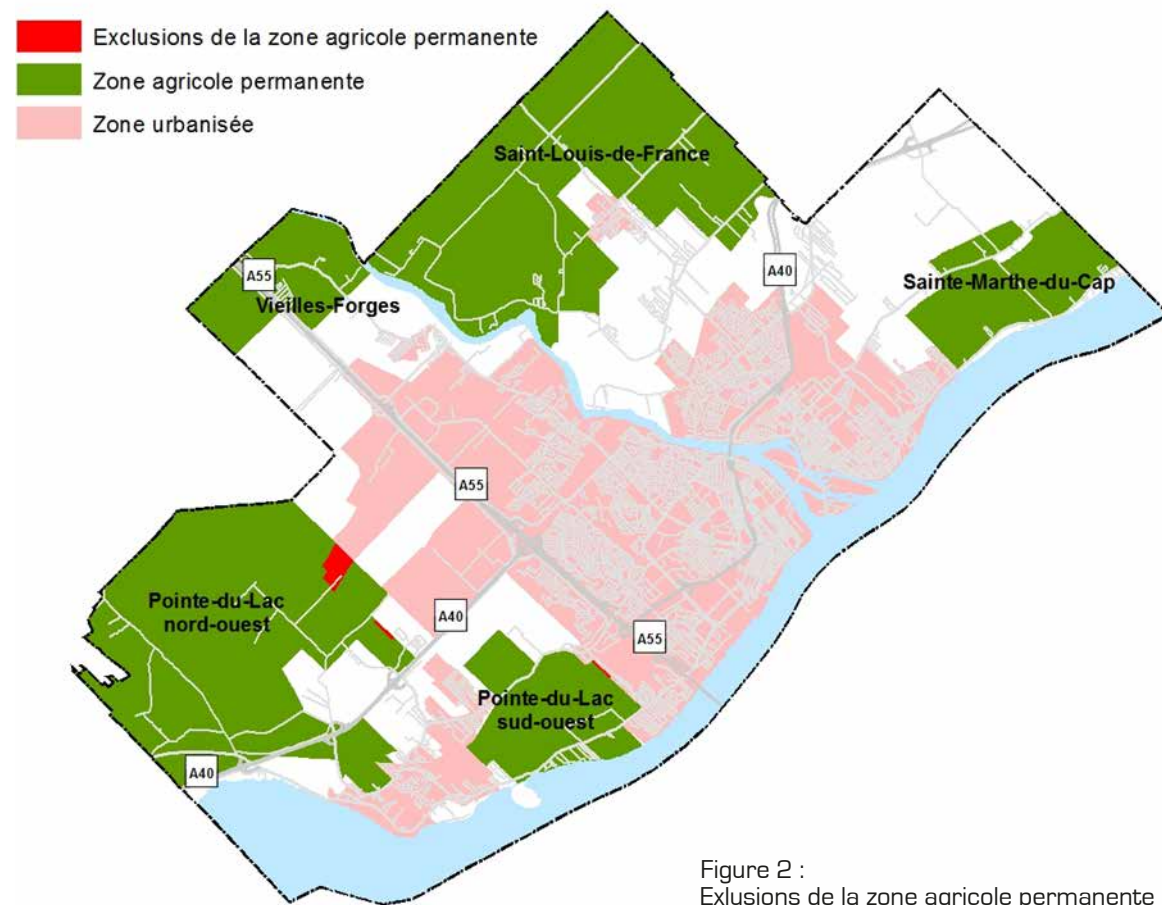 Exclusions de la zone agricole permanente
Zone agricole permanente
Zone urbanisée
Saint-Louis-de-France
A55
Vieilles-Forges
A40
Sainte-Marthe-du-Cap
A55
Pointe-du-Lac
nord-ouest
A40
A55
Pointe-du-Lac
sud-ouest
A40
Figure 2 :
Exlusions de la zone agricole permanente